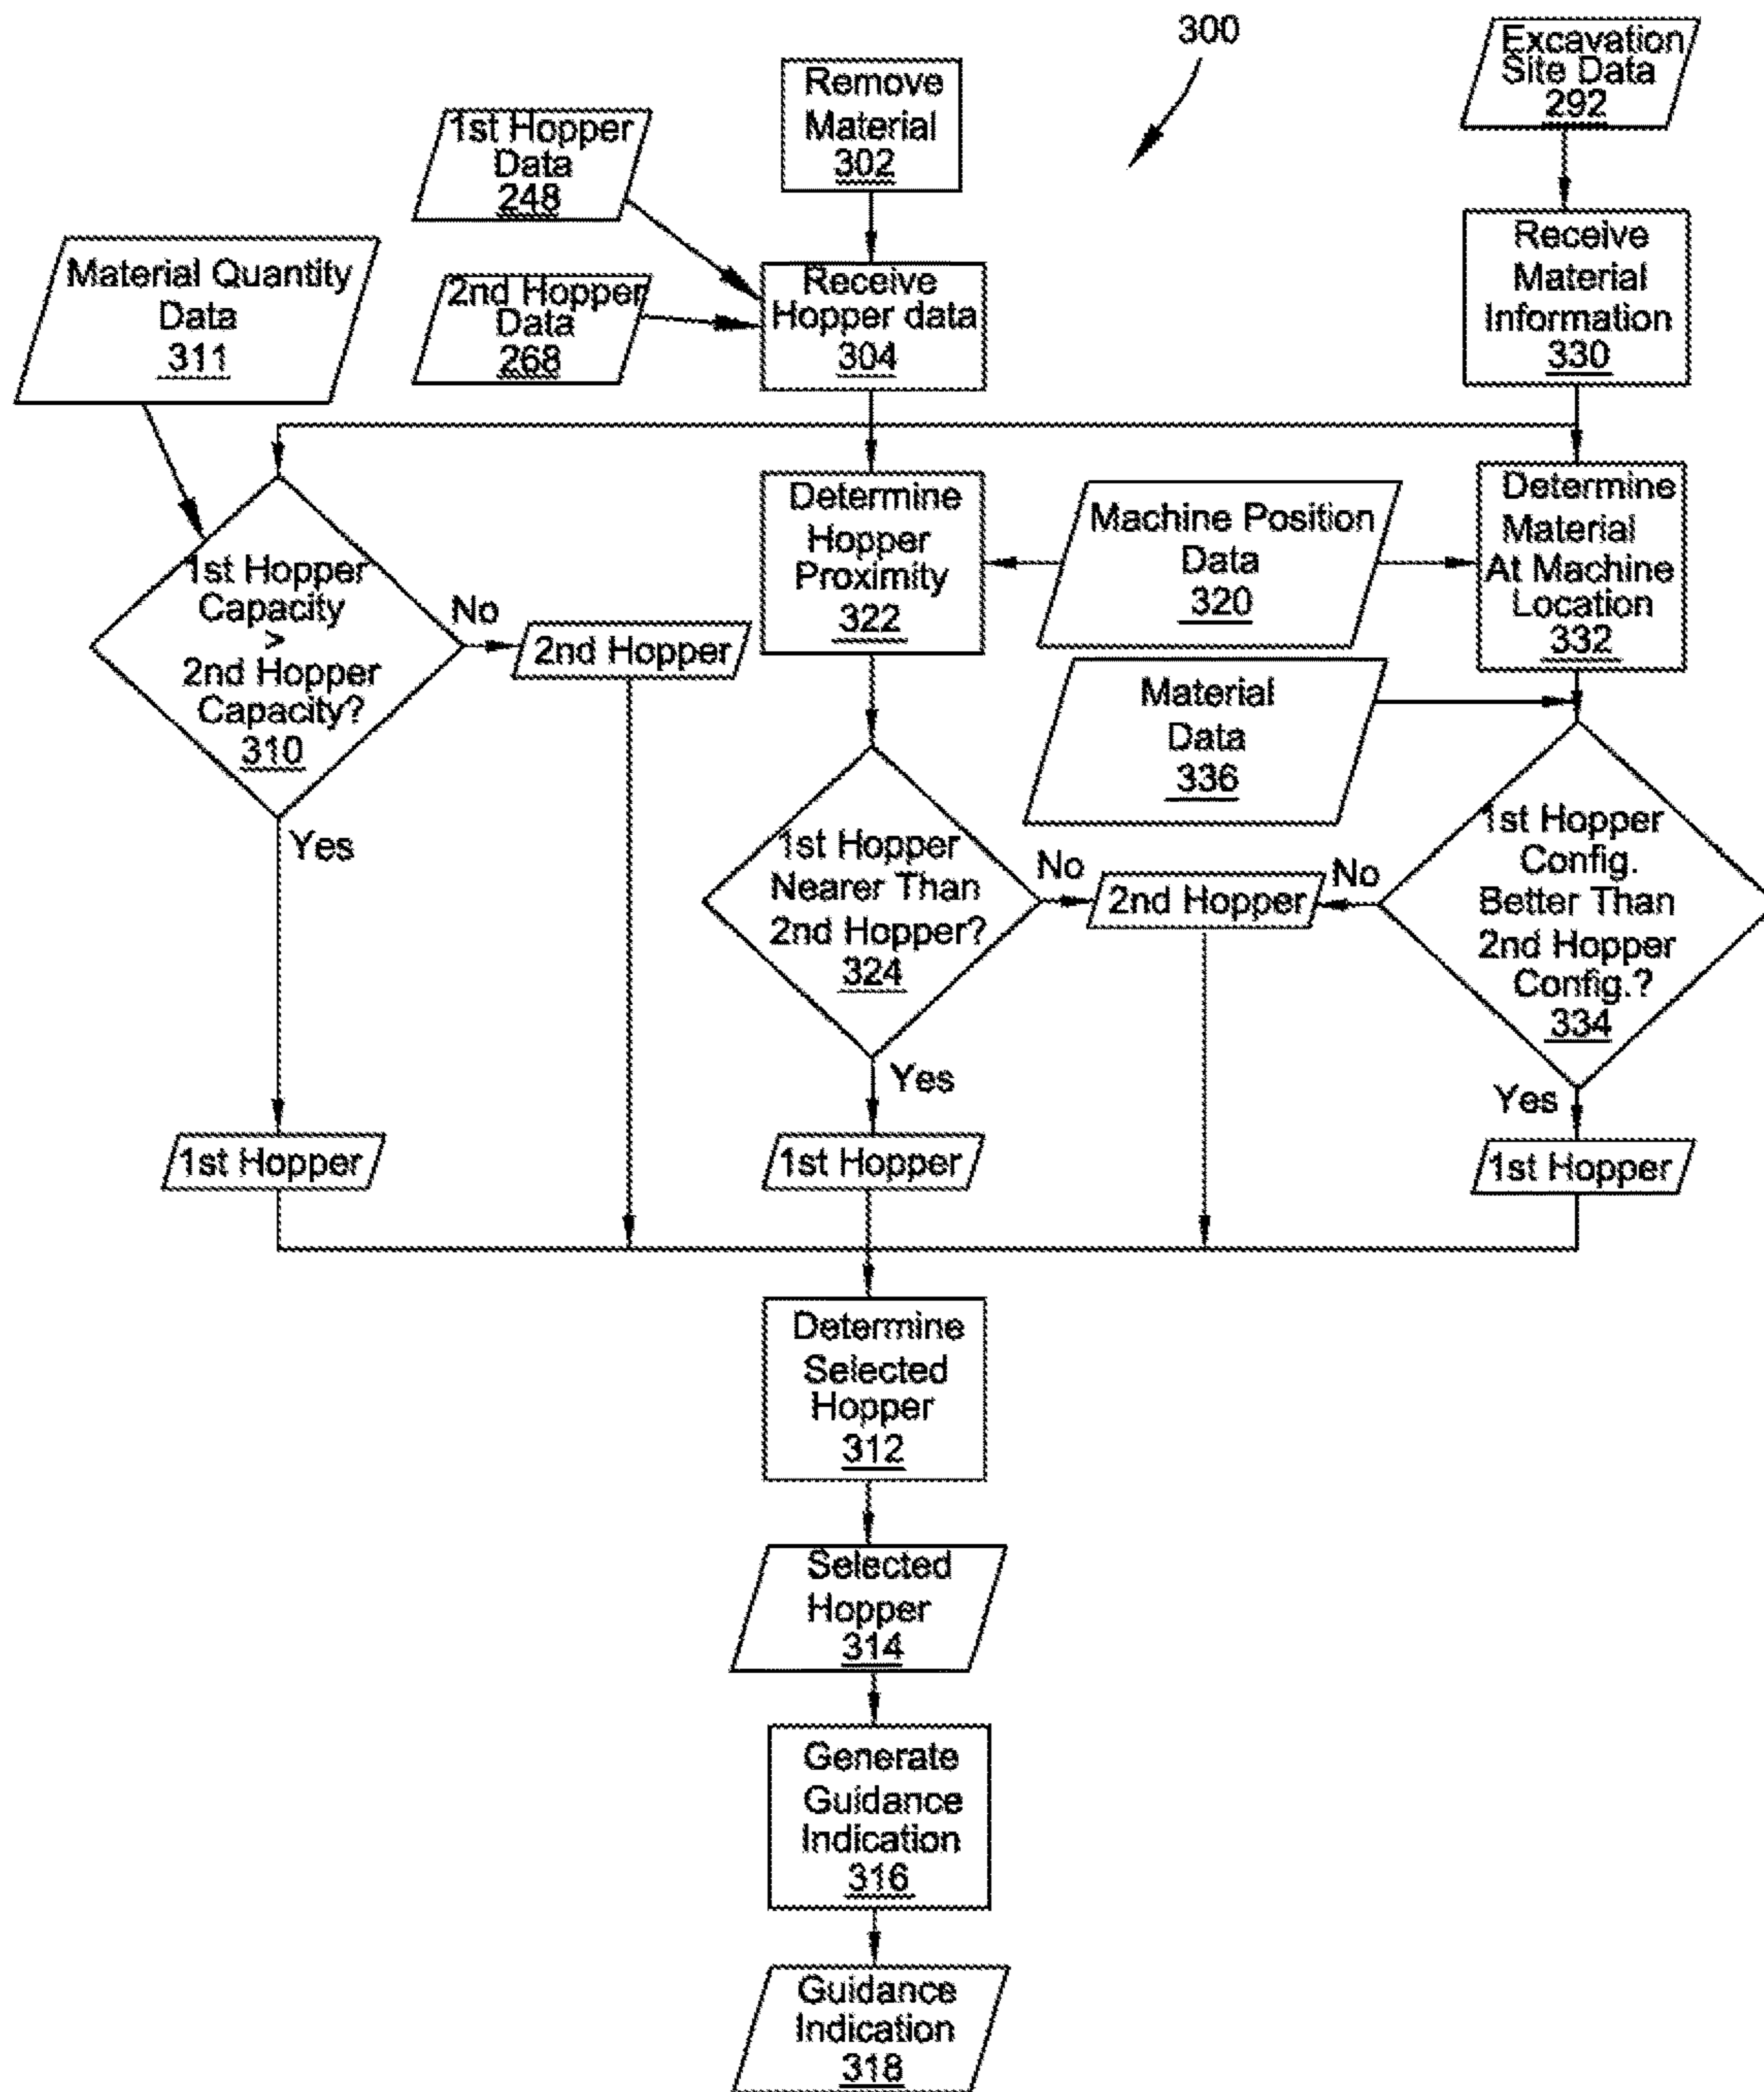 300
Excavation
Site Data
292
Remove
Material
302
1st Hopper
Data
248
Material Quantity
Data
311
2nd Hopper
Data
268
Receive
Hopper data
304
Receive
Material
Information
330
1st Hopper
Capacity
>
2nd Hopper
Capacity?
310
No
2nd Hopper
Yes
1st Hopper
Determine
Hopper
Proximity
322
Machine Position
Data
320
Determine
Material
At Machine
Location
332
Material
Data
336
1st Hopper
Nearer Than
2nd Hopper?
324
No
2nd Hopper
No
1st Hopper
Config.
Better Than
2nd Hopper
Config.?
334
Yes
1st Hopper
Yes
1st Hopper
Determine
Selected
Hopper
312
Selected
Hopper
314
Generate
Guidance
Indication
316
Guidance
Indication
318